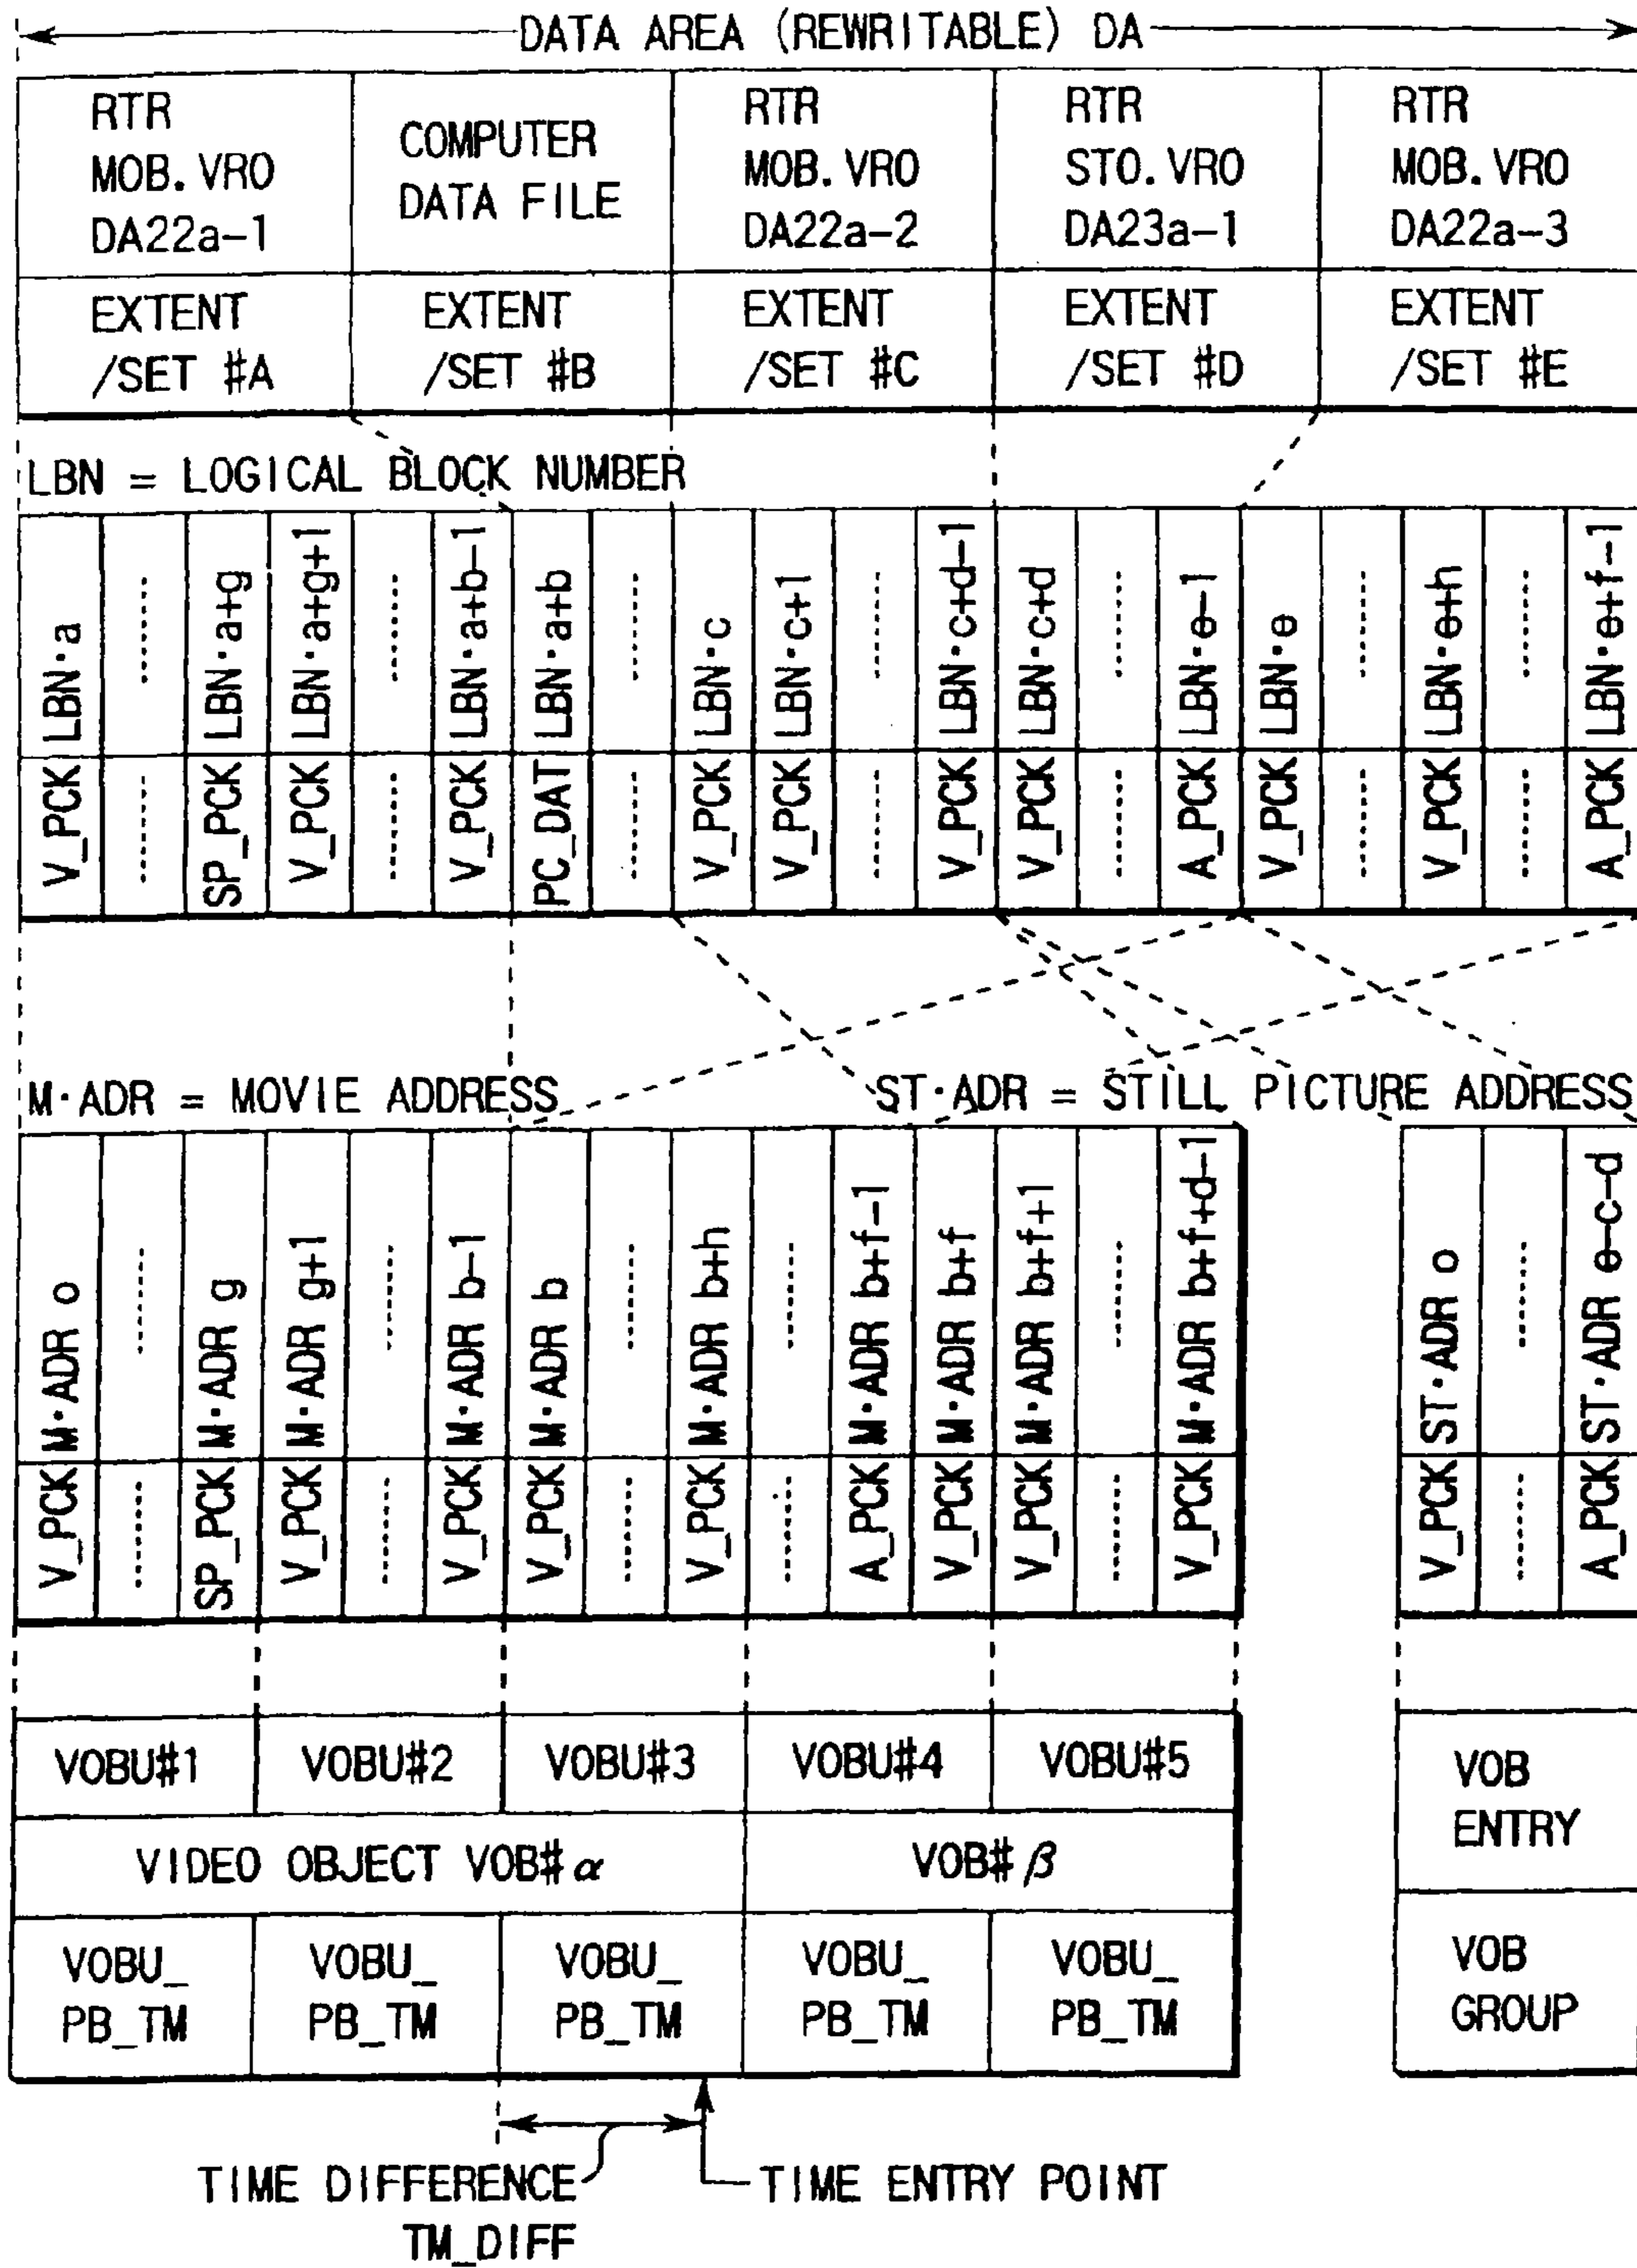 DATA AREA (REWRITABLE) DA
RTR MOB.VRO DA22a-1
COMPUTER DATA FILE
RTR MOB.VRO DA22a-2
RTR STO.VRO DA23a-1
RTR MOB.VRO DA22a-3
EXTENT /SET #A
EXTENT /SET #B
EXTENT /SET #C
EXTENT /SET #D
EXTENT /SET #E
LBN = LOGICAL BLOCK NUMBER
V_PCK LBN·a
........ ........
SP_PCK LBN·a+g
V_PCK LBN·a+g+1
........ ........
V_PCK LBN·a+b-1
PC_DAT LBN·a+b
........ ........
V_PCK LBN·c
V_PCK LBN·c+1
........ ........
V_PCK LBN·c+d-1
V_PCK LBN·c+d
........ ........
A_PCK LBN·e-1
V_PCK LBN·e
........ ........
V_PCK LBN·e+h
........ ........
A_PCK LBN·e+f-1
M·ADR = MOVIE ADDRESS
ST·ADR = STILL PICTURE ADDRESS
V_PCK M·ADR o
........ ........
SP_PCK M·ADR g
V_PCK M·ADR g+1
........ ........
V_PCK M·ADR b-1
V_PCK M·ADR b
........ ........
V_PCK M·ADR b+h
........ ........
A_PCK M·ADR b+f-1
V_PCK M·ADR b+f
V_PCK M·ADR b+f+1
........ ........
V_PCK M·ADR b+f+d-1
V_PCK ST·ADR o
........ ........
A_PCK ST·ADR e-c-d
VOBU#1
VOBU#2
VOBU#3
VOBU#4
VOBU#5
VOB ENTRY
VIDEO OBJECT VOB#α
VOB#β
VOBU_ PB_TM
VOBU_ PB_TM
VOBU_ PB_TM
VOBU_ PB_TM
VOBU_ PB_TM
VOB GROUP
TIME DIFFERENCE TM_DIFF
TIME ENTRY POINT